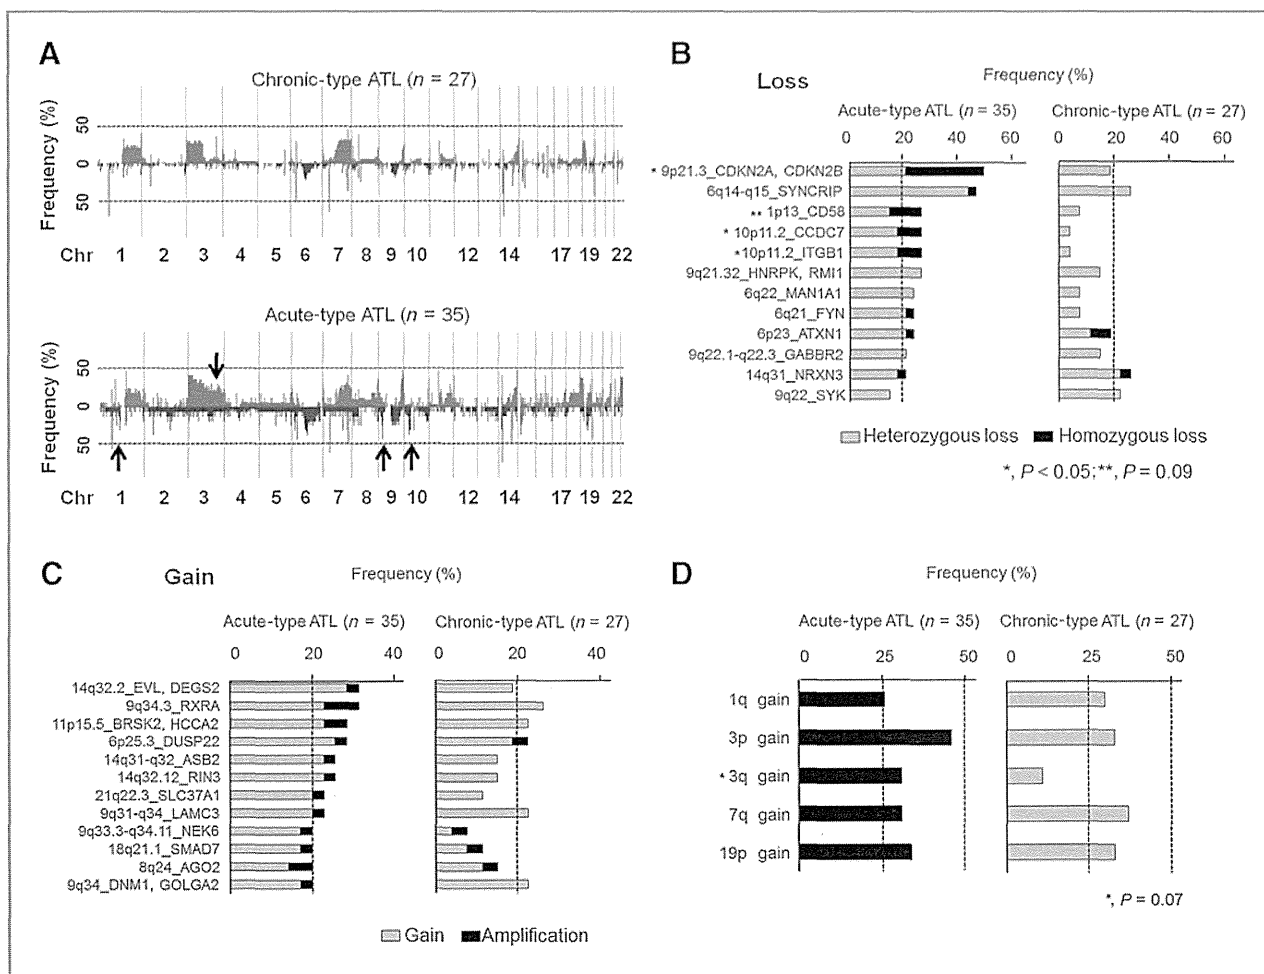 A
Chronic-type ATL (n = 27)
Frequency (%)
50
0
50
Chr 1 2 3 4 5 6 7 8 9 10 12 14 17 19 22
Acute-type ATL (n = 35)
Frequency (%)
50
0
50
Chr 1 2 3 4 5 6 7 8 9 10 12 14 17 19 22
B
Loss
Frequency (%)
Acute-type ATL (n = 35)
Chronic-type ATL (n = 27)
0 20 40 60
0 20 40 60
* 9p21.3_CDKN2A, CDKN2B
6q14-q15_SYNCRIP
** 1p13_CD58
* 10p11.2_CCDC7
*10p11.2_ITGB1
9q21.32_HNRPK, RMI1
6q22_MAN1A1
6q21_FYN
6p23_ATXN1
9q22.1-q22.3_GABBR2
14q31_NRXN3
9q22_SYK
Heterozygous loss Homozygous loss
*, P < 0.05;**, P = 0.09
C
Gain
Frequency (%)
Acute-type ATL (n = 35)
Chronic-type ATL (n = 27)
0 20 40
0 20 40
14q32.2_EVL, DEGS2
9q34.3_RXRA
11p15.5_BRSK2, HCCA2
6p25.3_DUSP22
14q31-q32_ASB2
14q32.12_RIN3
21q22.3_SLC37A1
9q31-q34_LAMC3
9q33.3-q34.11_NEK6
18q21.1_SMAD7
8q24_AGO2
9q34_DNM1, GOLGA2
Gain Amplification
D
Frequency (%)
Acute-type ATL (n = 35)
Chronic-type ATL (n = 27)
0 25 50
0 25 50
1q gain
3p gain
* 3q gain
7q gain
19p gain
*, P = 0.07